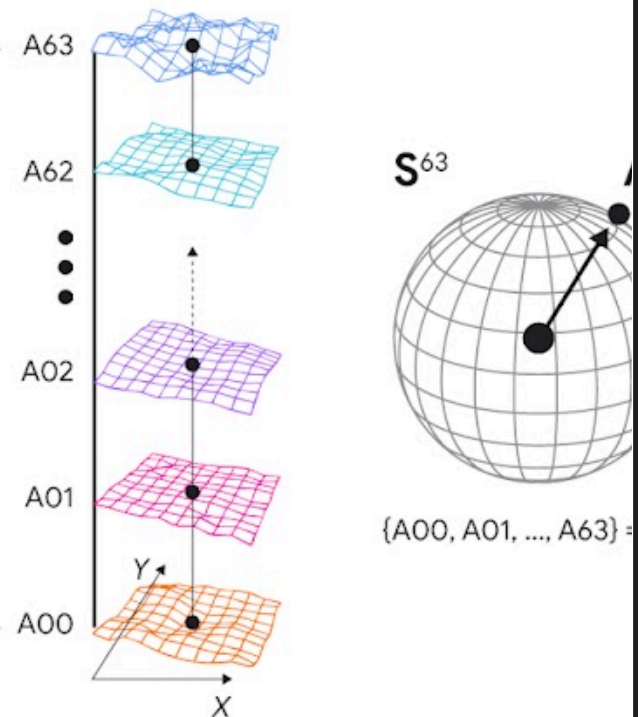 A63
A62
A02
A01
Y
A00
X
S⁶³
{A00, A01, ..., A63} =